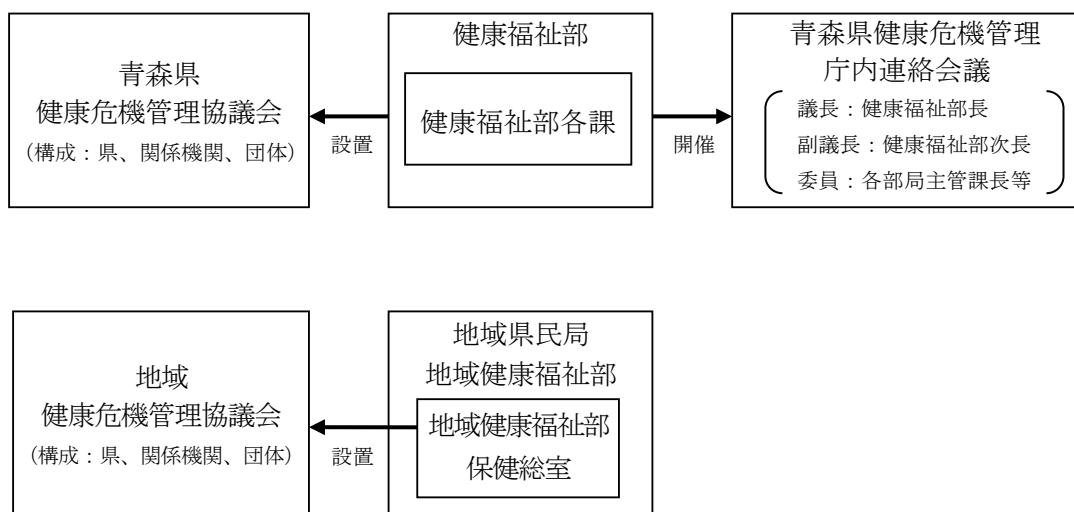 青森県
健康危機管理協議会
（構成：県、関係機関、団体）
設置
健康福祉部
健康福祉部各課
開催
青森県健康危機管理
庁内連絡会議
議長：健康福祉部長
副議長：健康福祉部次長
委員：各部局主管課長等
地域
健康危機管理協議会
（構成：県、関係機関、団体）
設置
地域県民局
地域健康福祉部
地域健康福祉部
保健総室